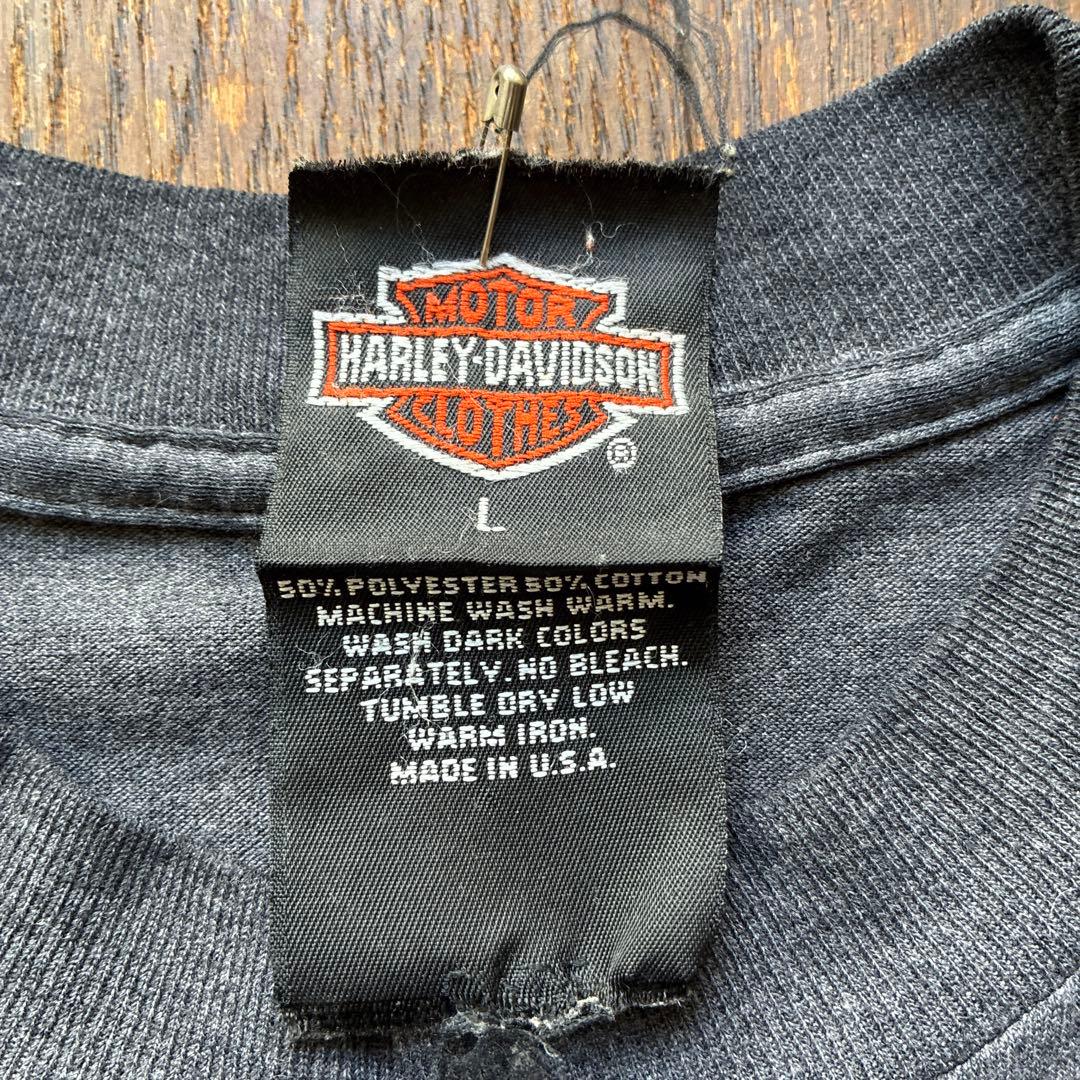 MOTOR
HARLEY-DAVIDSON
CLOTHES
®
L
50% POLYESTER 50% COTTON
MACHINE WASH WARM.
WASH DARK COLORS
SEPARATELY. NO BLEACH.
TUMBLE DRY LOW
WARM IRON.
MADE IN U.S.A.